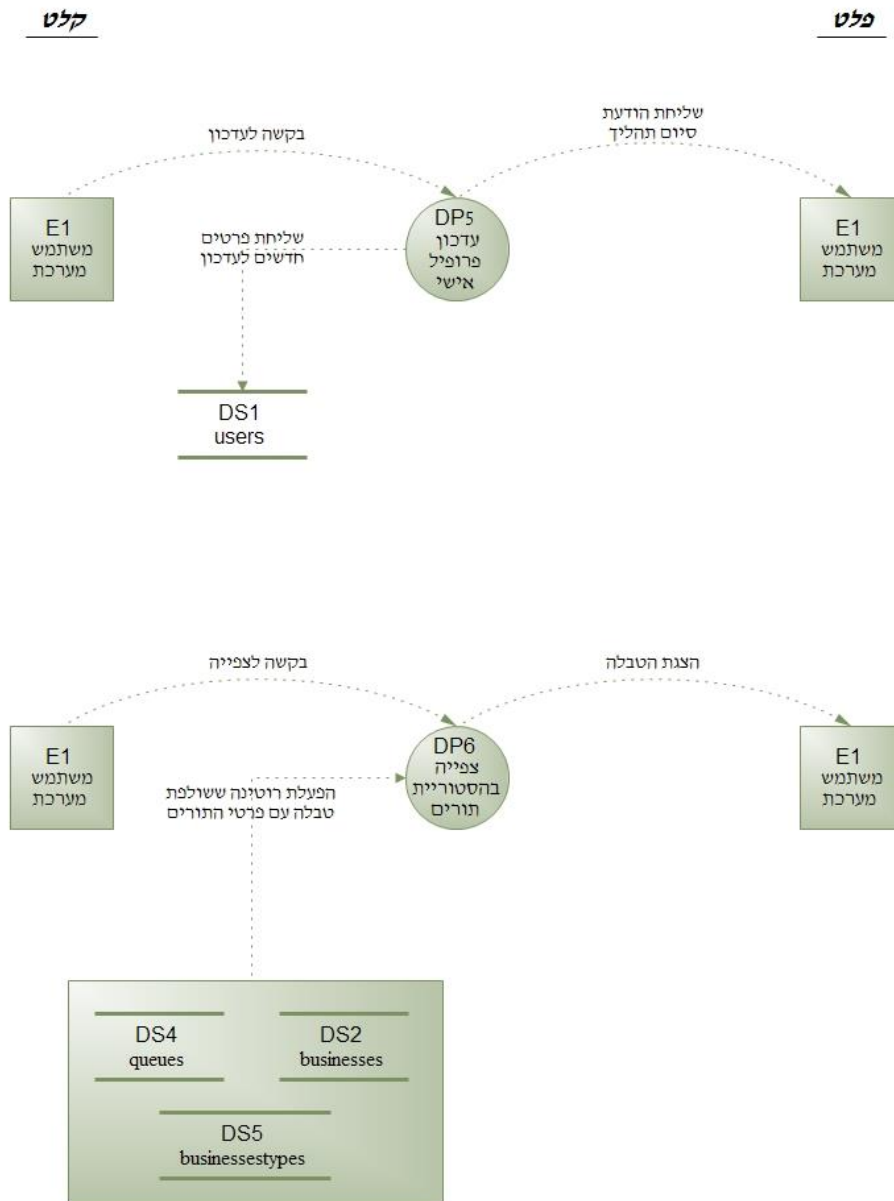 קלט
פלט
בקשה לעדכון
שליחת הודעת
סיום תהליך
E1
משתמש
מערכת
שליחת פרטים
חדשים לעדכון
DP5
עדכון
פרופיל
אישי
E1
משתמש
מערכת
DS1
users
בקשה לצפייה
הצגת הטבלה
E1
משתמש
מערכת
הפעלת רוטינה ששולפת
טבלה עם פרטי התורים
DP6
צפייה
בהסטוריית
תורים
E1
משתמש
מערכת
DS4
queues
DS2
businesses
DS5
businessestypes